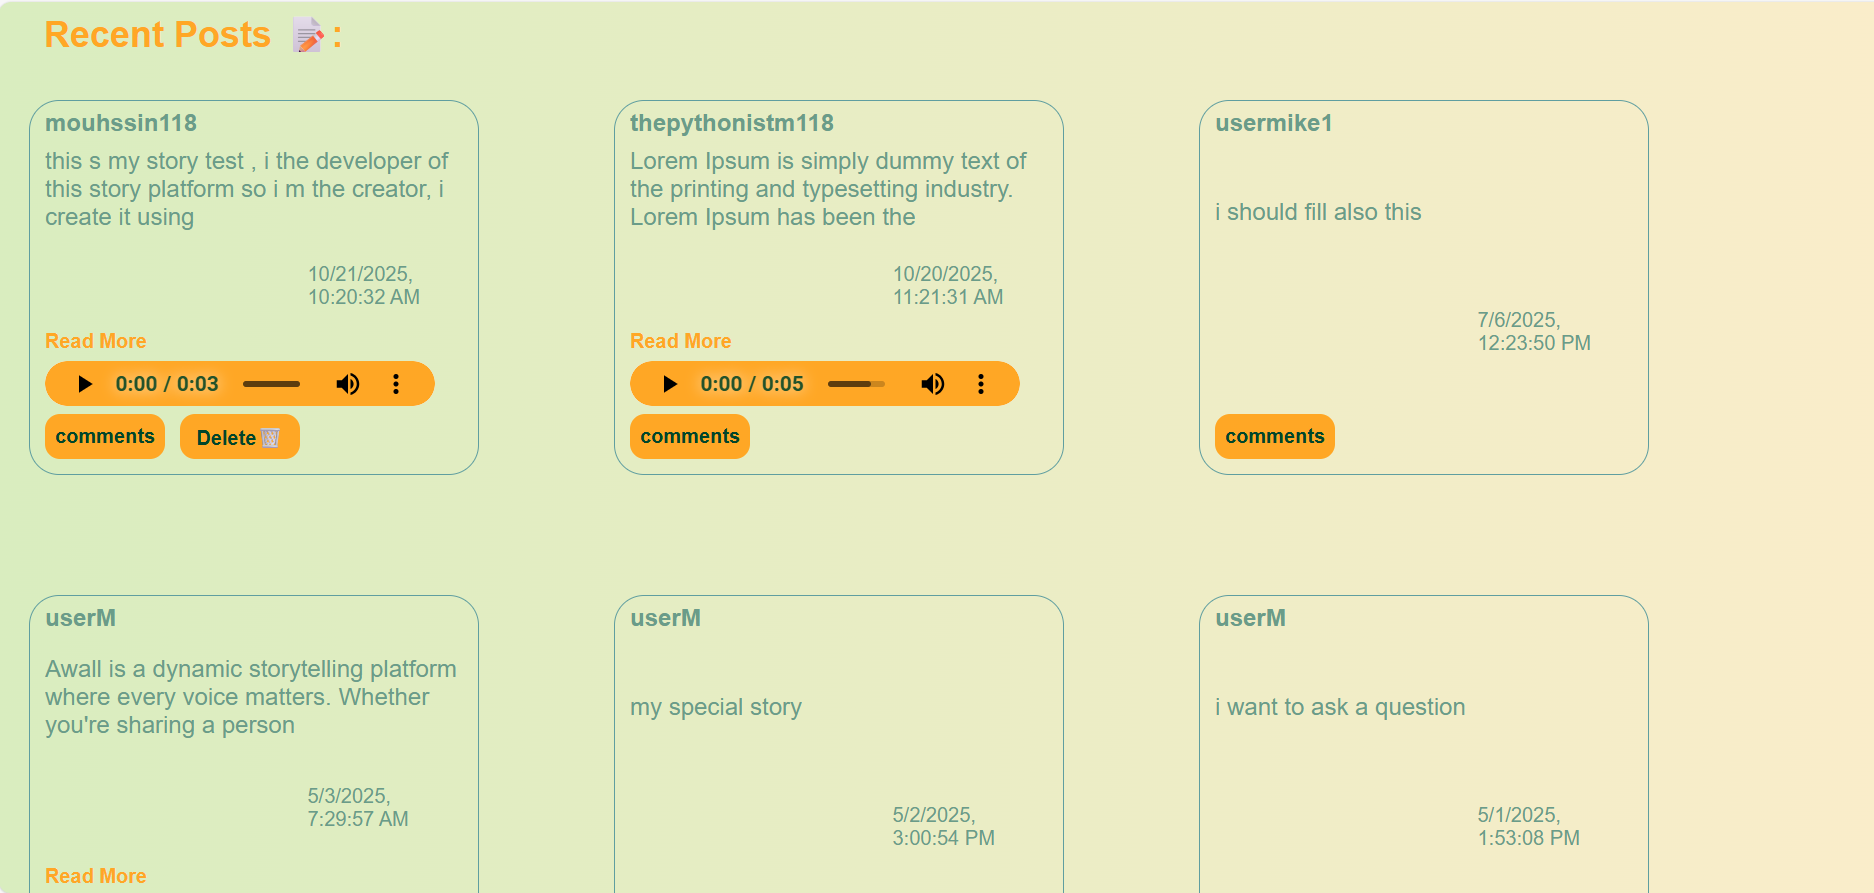 Recent Posts 📝 :
mouhssin118
this s my story test , i the developer of
this story platform so i m the creator, i
create it using
10/21/2025,
10:20:32 AM
Read More
0:00 / 0:03
comments
Delete🗑️
thepythonistm118
Lorem Ipsum is simply dummy text of
the printing and typesetting industry.
Lorem Ipsum has been the
10/20/2025,
11:21:31 AM
Read More
0:00 / 0:05
comments
usermike1
i should fill also this
7/6/2025,
12:23:50 PM
comments
userM
Awall is a dynamic storytelling platform
where every voice matters. Whether
you're sharing a person
5/3/2025,
7:29:57 AM
Read More
userM
my special story
5/2/2025,
3:00:54 PM
userM
i want to ask a question
5/1/2025,
1:53:08 PM